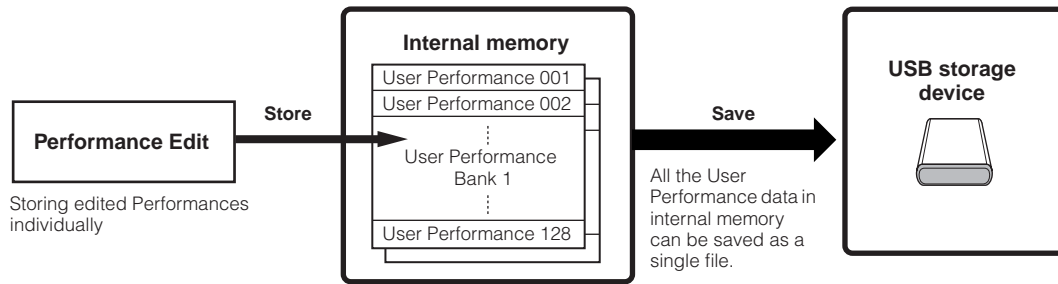 Performance Edit
Storing edited Performances
individually
Store
Internal memory
User Performance 001
User Performance 002
User Performance
Bank 1
User Performance 128
Save
All the User
Performance data in
internal memory
can be saved as a
single file.
USB storage
device